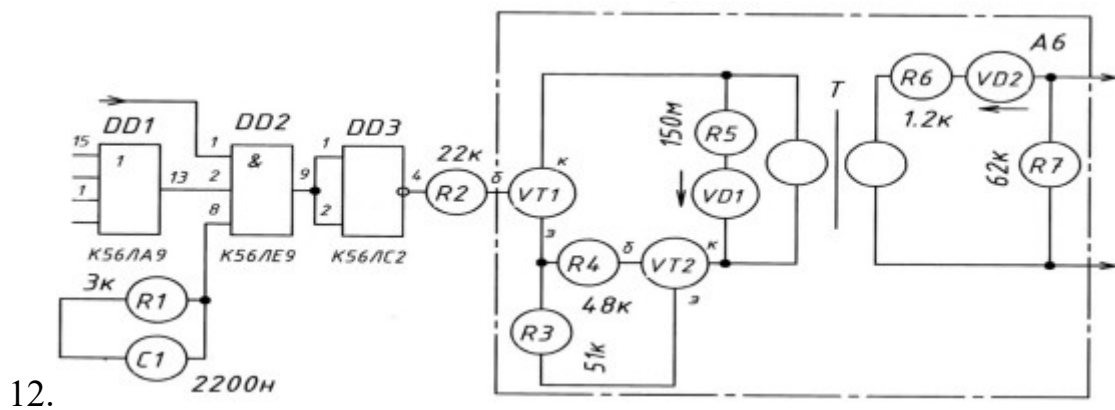 А6
DD1
DD2
DD3
15
1
1
13
1
&
2
8
9
1
2
4
К56ЛА9
К56ЛЕ9
К56ЛС2
22к
R2
б
VT1
к
э
R4
48к
б
VT2
к
э
R3
51к
150м
R5
VD1
Т
R6
1.2к
VD2
R7
62к
3к
R1
C1
2200н
12.